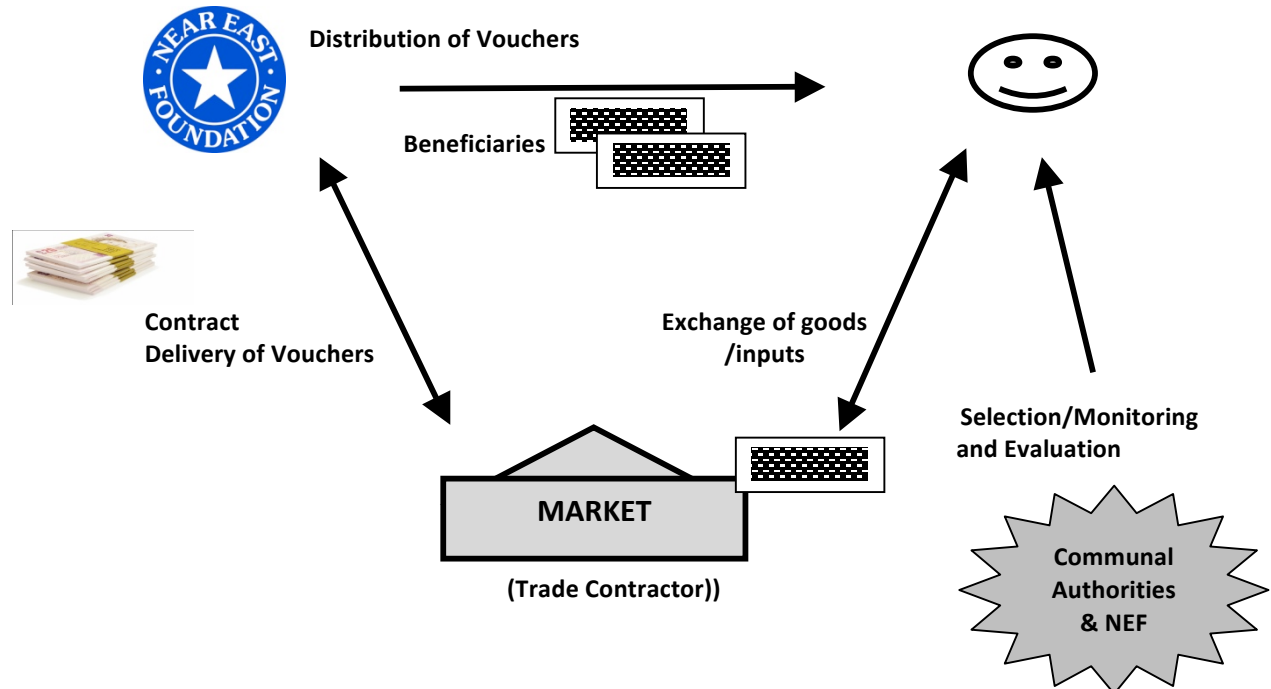 NEAR EAST
FOUNDATION
Distribution of Vouchers
Beneficiaries
Contract
Delivery of Vouchers
Exchange of goods
/inputs
Selection/Monitoring
and Evaluation
MARKET
(Trade Contractor))
Communal
Authorities
& NEF